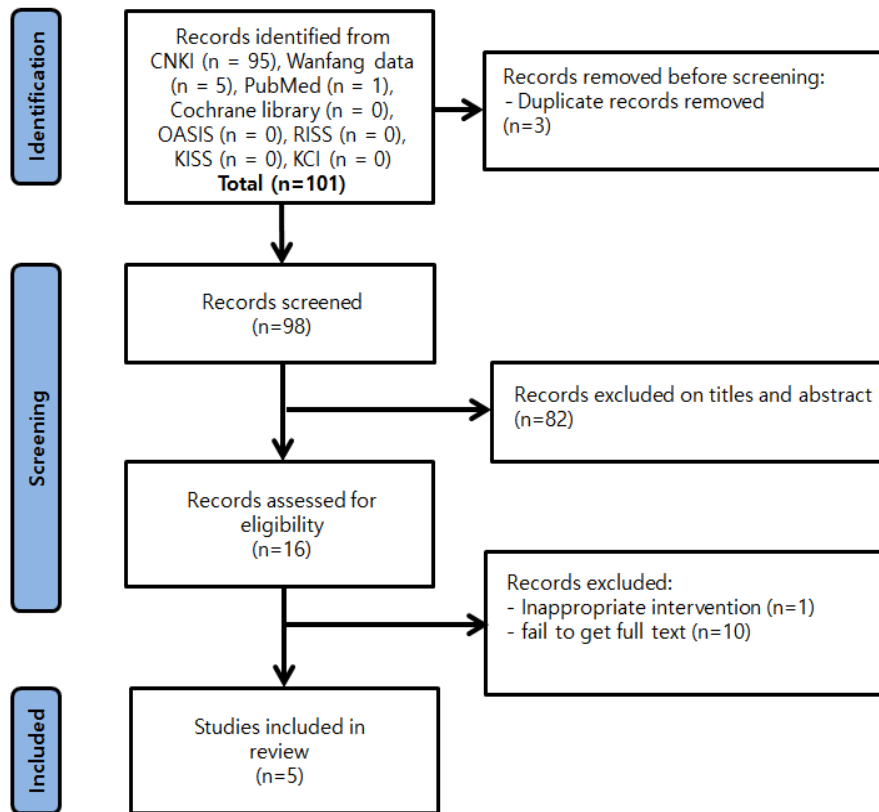 Identification
Records identified from
CNKI (n = 95), Wanfang data
(n = 5), PubMed (n = 1),
Cochrane library (n = 0),
OASIS (n = 0), RISS (n = 0),
KISS (n = 0), KCI (n = 0)
Total (n=101)
Records removed before screening:
- Duplicate records removed
(n=3)
Screening
Records screened
(n=98)
Records excluded on titles and abstract
(n=82)
Records assessed for
eligibility
(n=16)
Records excluded:
- Inappropriate intervention (n=1)
- fail to get full text (n=10)
Included
Studies included in
review
(n=5)